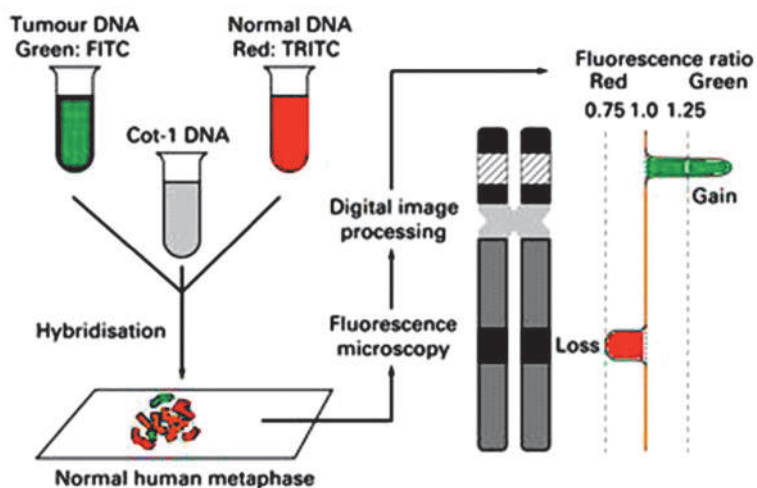 Tumour DNA
Green: FITC
Normal DNA
Red: TRITC
Cot-1 DNA
Hybridisation
Normal human metaphase
Digital image
processing
Fluorescence
microscopy
Fluorescence ratio
Red Green
0.75 1.0 1.25
Gain
Loss